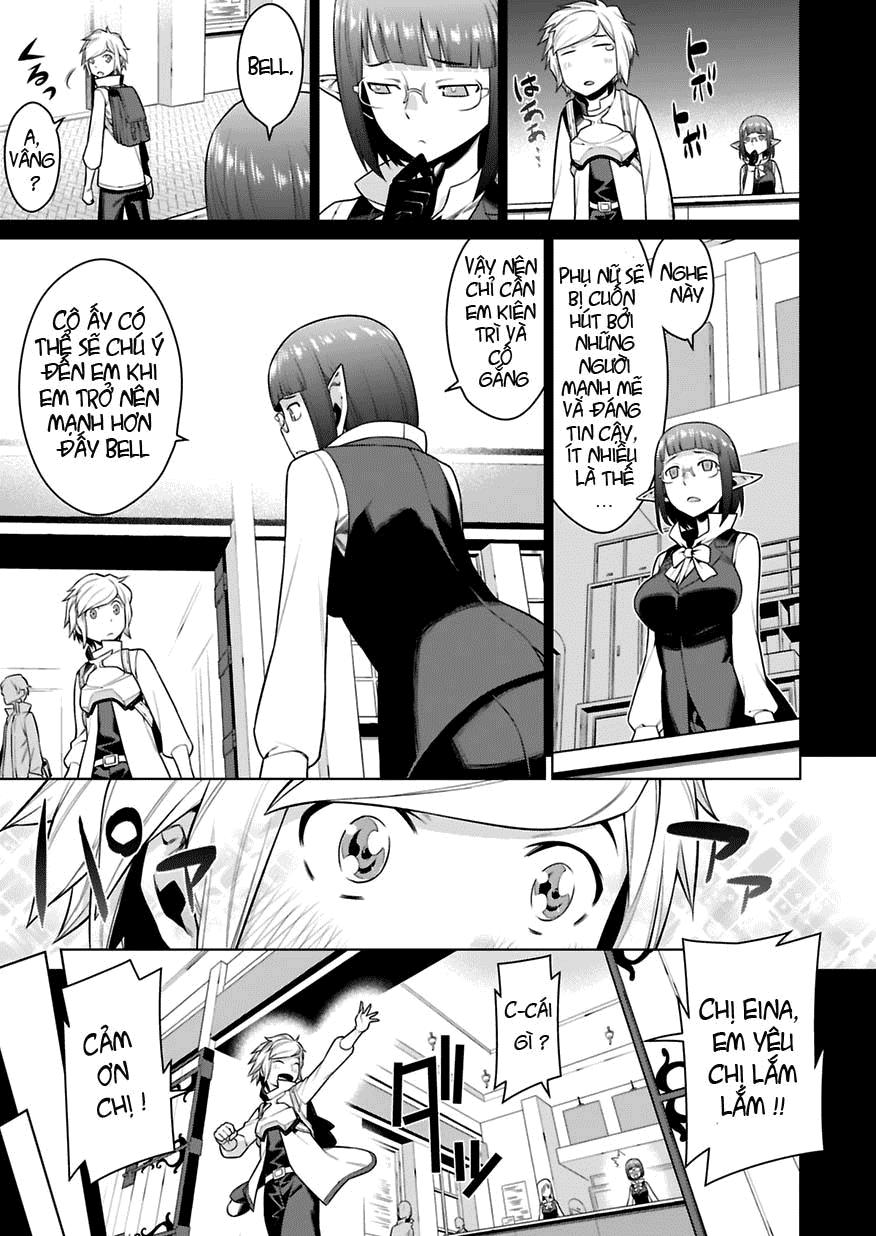 トボ
トボ
はぁぁ…
BELL,
くるっ
A,
VÂNG
?
NGHE
NÀY
PHỤ NỮ SẼ
BỊ CUỐN
HÚT BỞI
NHỮNG
NGƯỜI
MẠNH MẼ
VÀ ĐÁNG
TIN CẬY,
ÍT NHIỀU
LÀ THẾ
...
VẬY NÊN
CHỈ CẦN
EM KIÊN
TRÌ VÀ
CỐ
GẮNG
CÔ ẤY CÓ
THỂ SẼ CHÚ Ý
ĐẾN EM KHI
EM TRỞ NÊN
MẠNH HƠN
ĐẤY BELL
パァァ
CHỊ EINA,
EM YÊU
CHỊ LẮM
LẮM !!
C-CÁI
GÌ ?
ダッ
CẢM
ƠN
CHỊ !